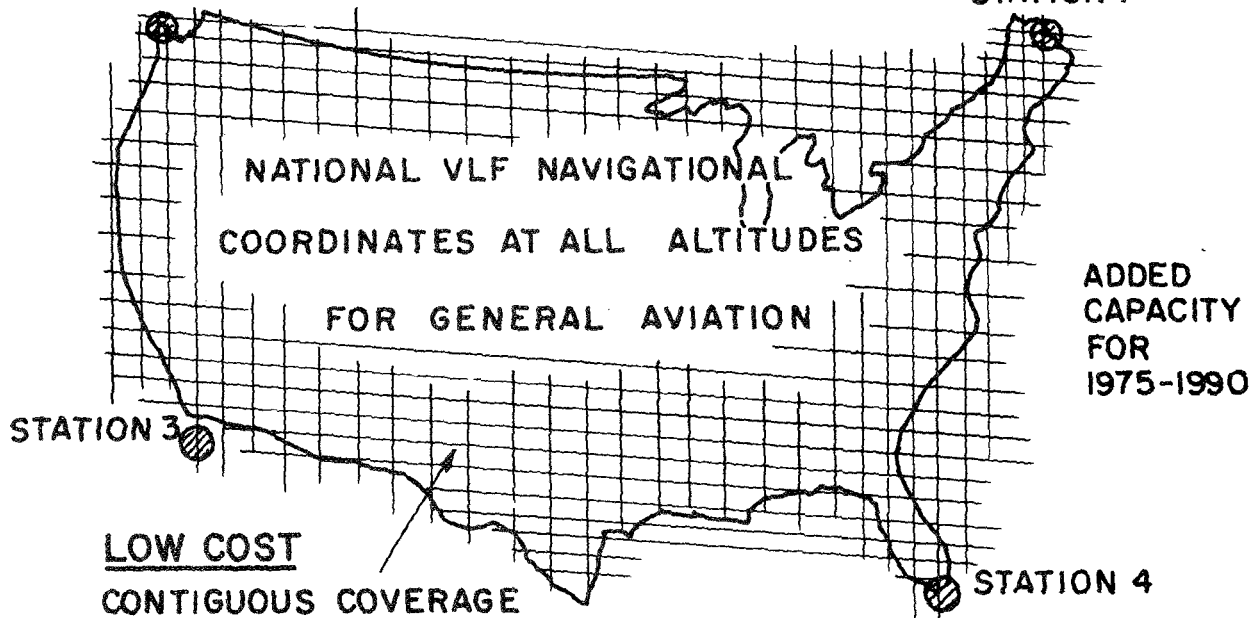 NATIONAL VLF NAVIGATIONAL
COORDINATES AT ALL ALTITUDES
FOR GENERAL AVIATION
ADDED
CAPACITY
FOR
1975-1990
STATION 3
LOW COST
CONTIGUOUS COVERAGE
STATION 4